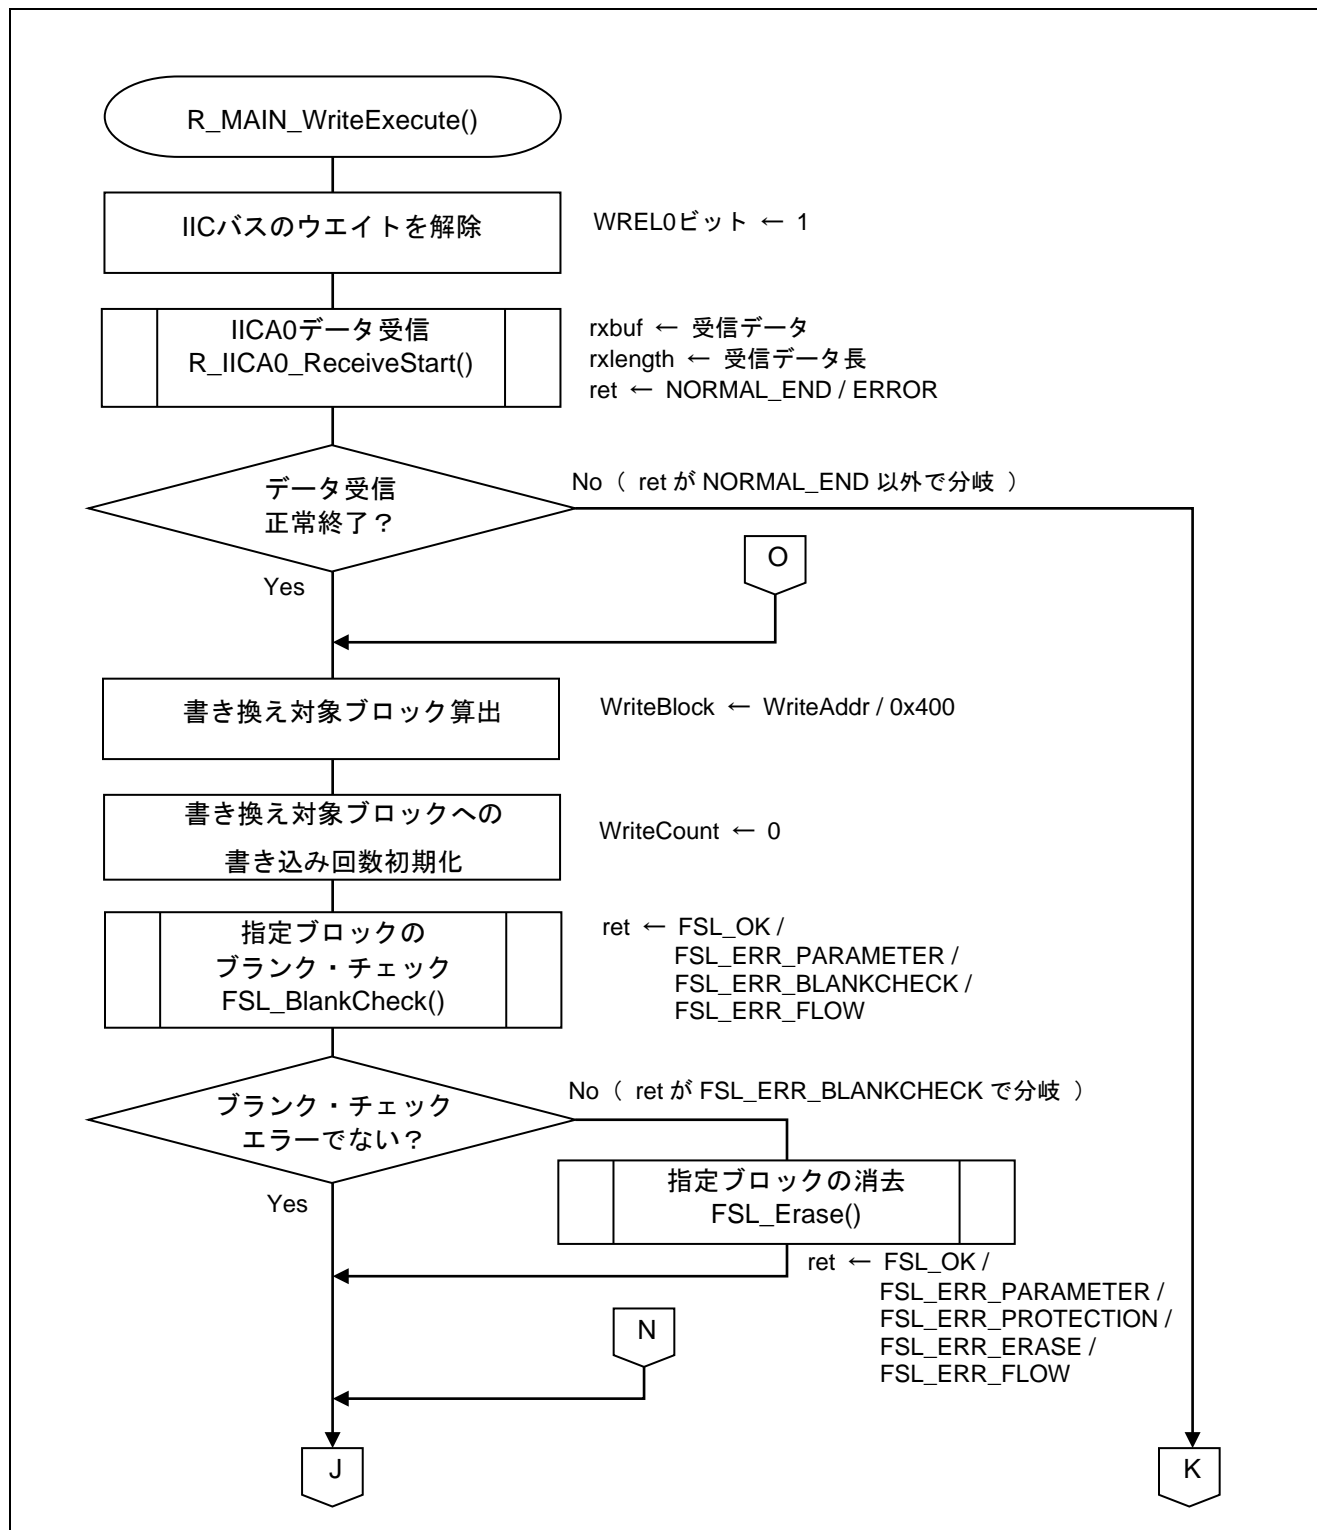 R_MAIN_WriteExecute()
IICバスのウエイトを解除
WREL0ビット ← 1
IICA0データ受信
R_IICA0_ReceiveStart()
rxbuf ← 受信データ
rxlength ← 受信データ長
ret ← NORMAL_END / ERROR
データ受信
正常終了？
No（ ret が NORMAL_END 以外で分岐 ）
Yes
O
書き換え対象ブロック算出
WriteBlock ← WriteAddr / 0x400
書き換え対象ブロックへの
書き込み回数初期化
WriteCount ← 0
指定ブロックの
ブランク・チェック
FSL_BlankCheck()
ret ← FSL_OK /
FSL_ERR_PARAMETER /
FSL_ERR_BLANKCHECK /
FSL_ERR_FLOW
ブランク・チェック
エラーでない？
No（ ret が FSL_ERR_BLANKCHECK で分岐 ）
Yes
指定ブロックの消去
FSL_Erase()
ret ← FSL_OK /
FSL_ERR_PARAMETER /
FSL_ERR_PROTECTION /
FSL_ERR_ERASE /
FSL_ERR_FLOW
N
J
K